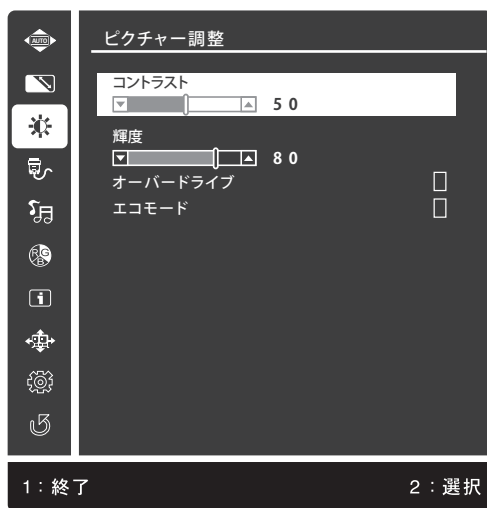 AUTO
ピクチャー調整
コントラスト
50
輝度
80
オーバードライブ
エコモード
R G B
i
1：終了
2：選択